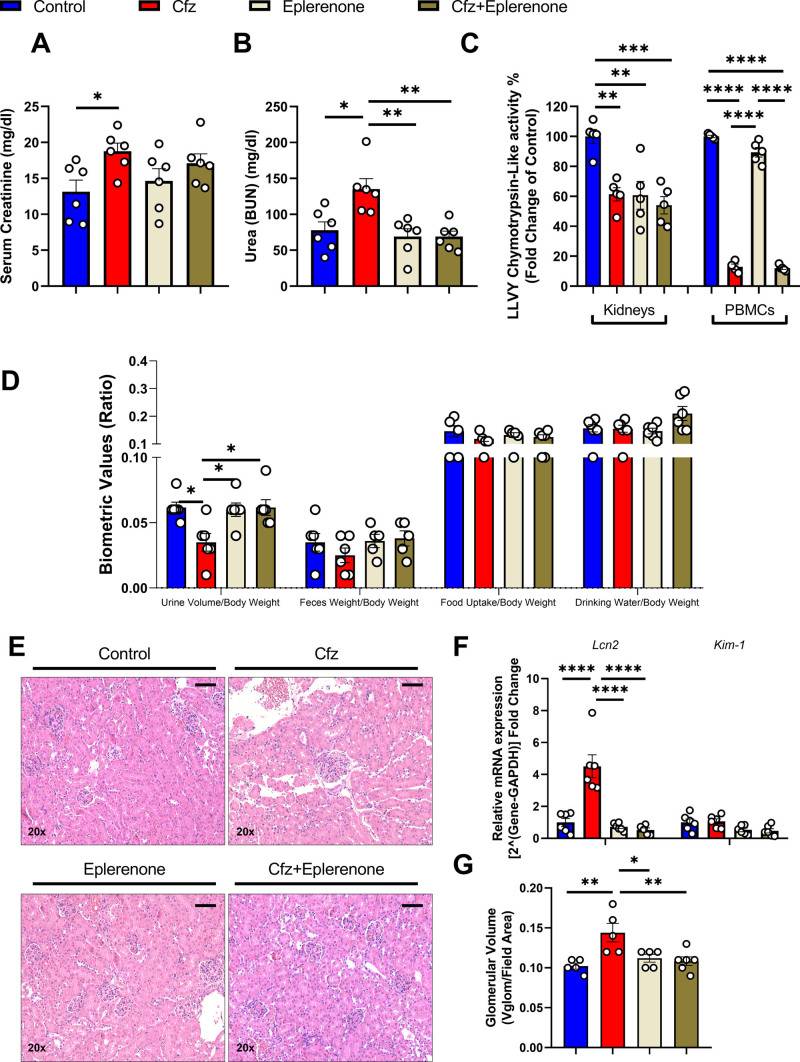 Control Cfz Eplerenone Cfz+Eplerenone
A
Serum Creatinine (mg/dl)
25
20
15
10
5
0
*
B
Urea (BUN) (mg/dl)
250
200
150
100
50
0
* ** **
C
LLVY Chymotrypsin-Like activity %
(Fold Change of Control)
120
100
80
60
40
20
0
***
**
**
****
**** ****
****
Kidneys PBMCs
D
Biometric Values (Ratio)
0.4
0.3
0.2
0.1
0.10
0.05
0.00
*
*
*
Urine Volume/Body Weight Feces Weight/Body Weight Food Uptake/Body Weight Drinking Water/Body Weight
E
Control Cfz
20x 20x
Eplerenone Cfz+Eplerenone
20x 20x
F
Relative mRNA expression
[2^(Gene-GAPDH)] Fold Change
Lcn2 Kim-1
10
8
6
4
2
0
**** ****
****
G
Glomerular Volume
(Vglom/Field Area)
0.20
0.15
0.10
0.05
0.00
*
** **